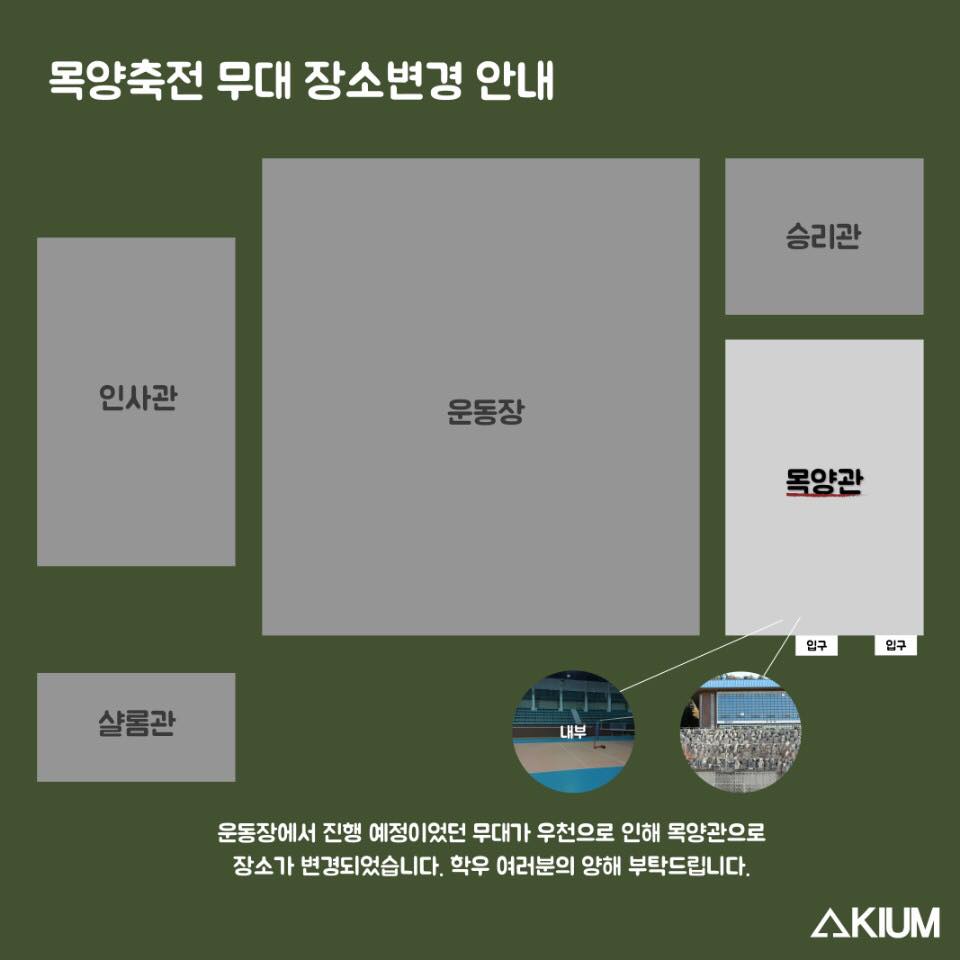 목양축전 무대 장소변경 안내
승리관
인사관
운동장
목양관
입구
입구
샬롬관
내부
운동장에서 진행 예정이었던 무대가 우천으로 인해 목양관으로
장소가 변경되었습니다. 학우 여러분의 양해 부탁드립니다.
AKIUM